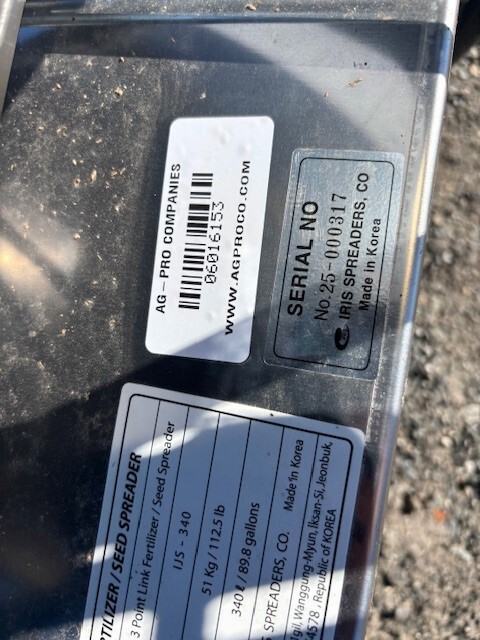 AG-PRO COMPANIES
06016153
WWW.AGPROCO.COM
SERIAL NO
No.25-000317
IRIS SPREADERS, CO
Made in Korea
TILIZER / SEED SPREADER
3 Point Link Fertilizer / Seed Spreader
IJS - 340
51 Kg / 112.5 lb
340 ℓ / 89.8 gallons
SPREADERS, CO. Made in Korea
gil, Wanggung-Myun, Iksan-Si, Jeonbuk,
578, Republic of KOREA